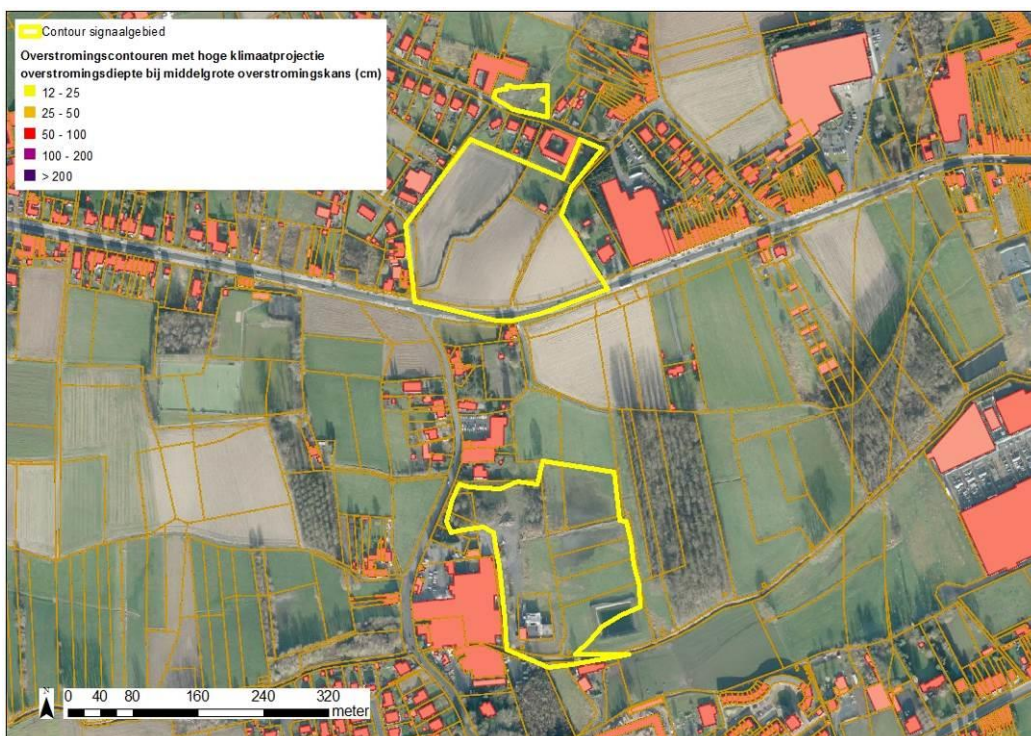 Contour signaalgebied
Overstromingscontouren met hoge klimaatprojectie
overstromingsdiepte bij middelgrote overstromingskans (cm)
12 - 25
25 - 50
50 - 100
100 - 200
> 200
N
0 40 80 160 240 320
meter